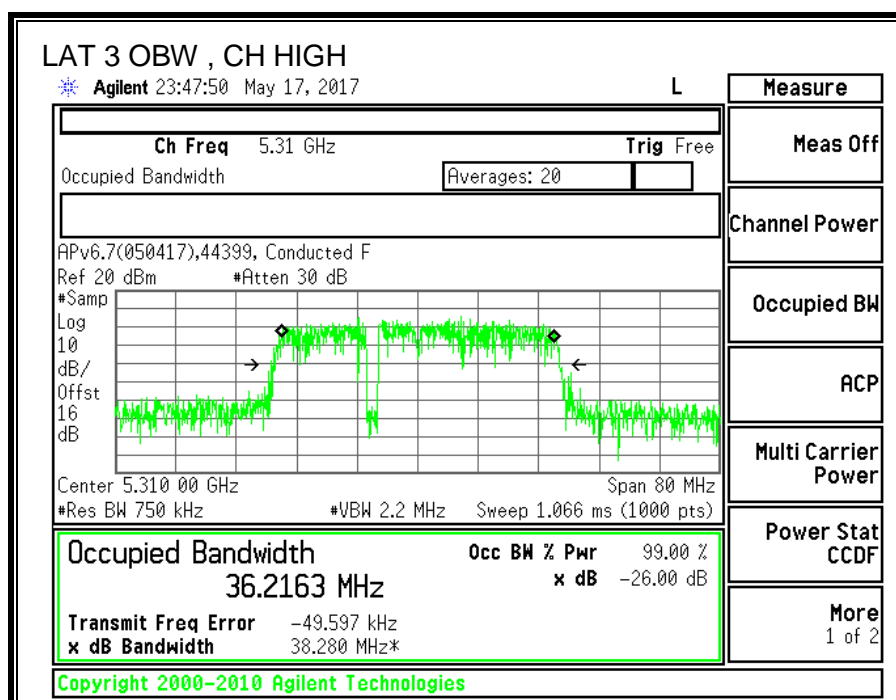 LAT 3 OBW , CH HIGH
Agilent 23:47:50 May 17, 2017 L
Measure
Ch Freq 5.31 GHz Trig Free
Meas Off
Occupied Bandwidth Averages: 20
Channel Power
APv6.7(050417),44399, Conducted F
Ref 20 dBm #Atten 30 dB
#Samp
Log
10
dB/
Offst
16
dB
Occupied BW
ACP
Multi Carrier
Power
Center 5.310 00 GHz Span 80 MHz
#Res BW 750 kHz #VBW 2.2 MHz Sweep 1.066 ms (1000 pts)
Power Stat
CCDF
Occupied Bandwidth Occ BW % Pwr 99.00 %
36.2163 MHz x dB -26.00 dB
Transmit Freq Error -49.597 kHz
x dB Bandwidth 38.280 MHz*
More
1 of 2
Copyright 2000-2010 Agilent Technologies